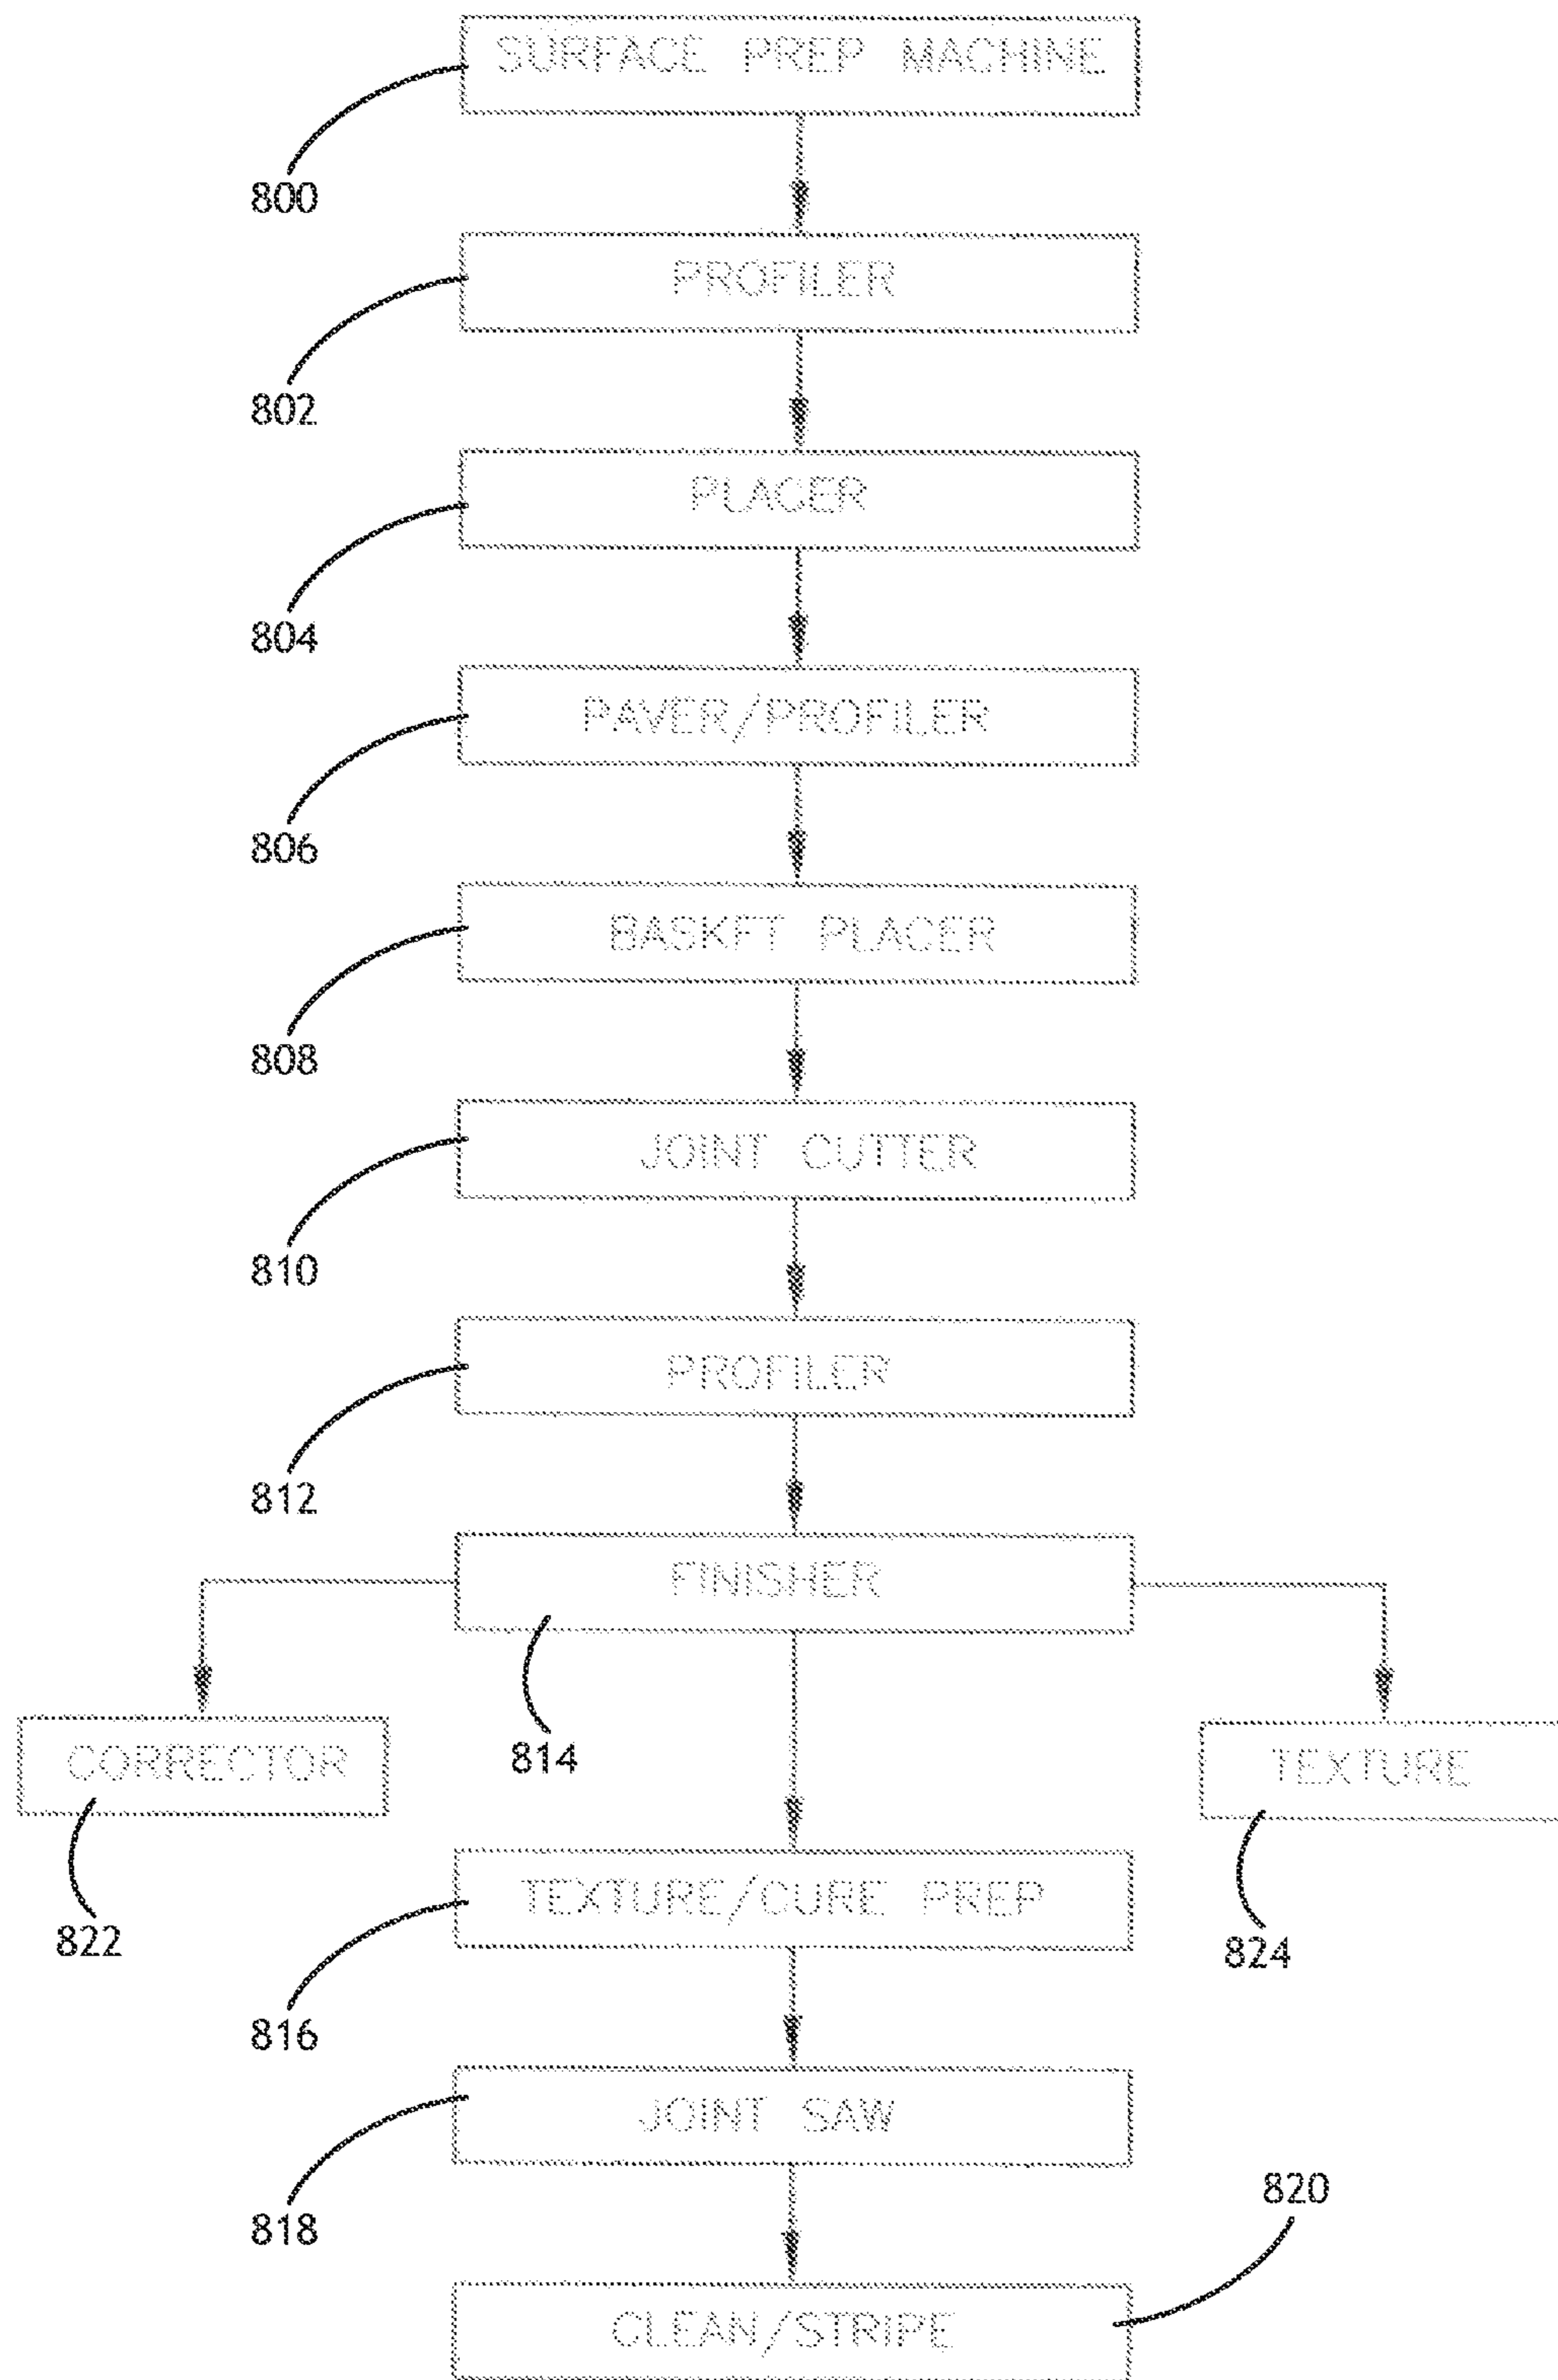 SURFACE PREP MACHINE
800
PROFILER
802
PLACER
804
PAVER/PROFILER
806
BASKFT PLACER
808
JOINT CUTTER
810
PROFILER
812
FINISHER
814
CORRECTOR
822
TEXTURE
824
TEXTURE/CURE PREP
816
JOINT SAW
818
820
CLEAN/STRIPE